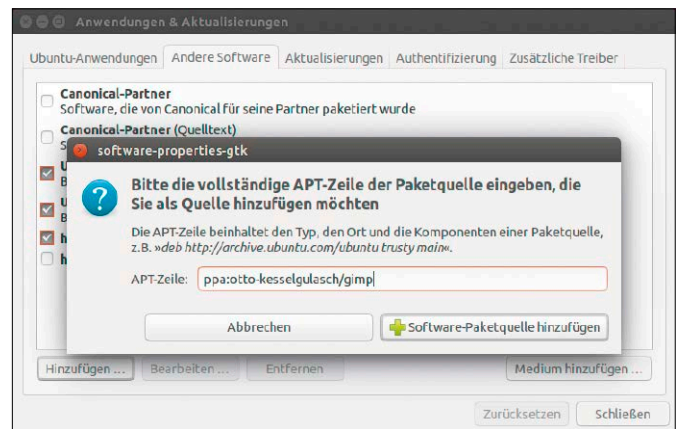 Anwendungen & Aktualisierungen
Ubuntu-Anwendungen Andere Software Aktualisierungen Authentifizierung Zusätzliche Treiber
Canonical-Partner
Software, die von Canonical für seine Partner paketiert wurde
Canonical-Partner (Quelltext)
software-properties-gtk
Bitte die vollständige APT-Zeile der Paketquelle eingeben, die
Sie als Quelle hinzufügen möchten
Die APT-Zeile beinhaltet den Typ, den Ort und die Komponenten einer Paketquelle,
z.B. »deb http://archive.ubuntu.com/ubuntu trusty main«.
APT-Zeile: ppa:otto-kesselgulasch/gimp
Abbrechen Software-Paketquelle hinzufügen
Hinzufügen ... Bearbeiten ... Entfernen Medium hinzufügen ...
Zurücksetzen Schließen